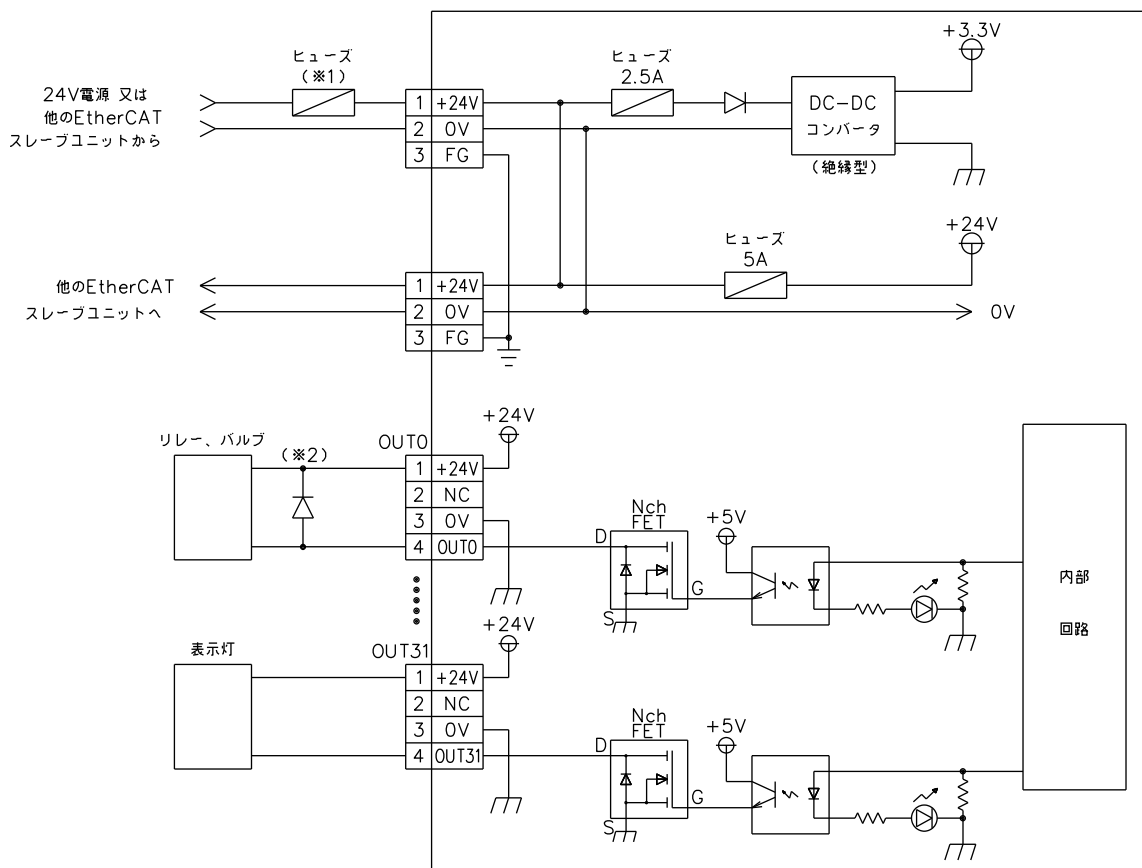 ヒューズ
(※1)
24V電源 又は
他のEtherCAT
スレーブユニットから
1 +24V
2 0V
3 FG
ヒューズ
2.5A
DC-DC
コンバータ
(絶縁型)
+3.3V
他のEtherCAT
スレーブユニットへ
1 +24V
2 0V
3 FG
ヒューズ
5A
+24V
0V
リレー、バルブ
(※2)
OUT0
+24V
1 +24V
2 NC
3 0V
4 OUT0
Nch
FET
D
G
S
+5V
内部
回路
表示灯
OUT31
+24V
1 +24V
2 NC
3 0V
4 OUT31
Nch
FET
D
G
S
+5V